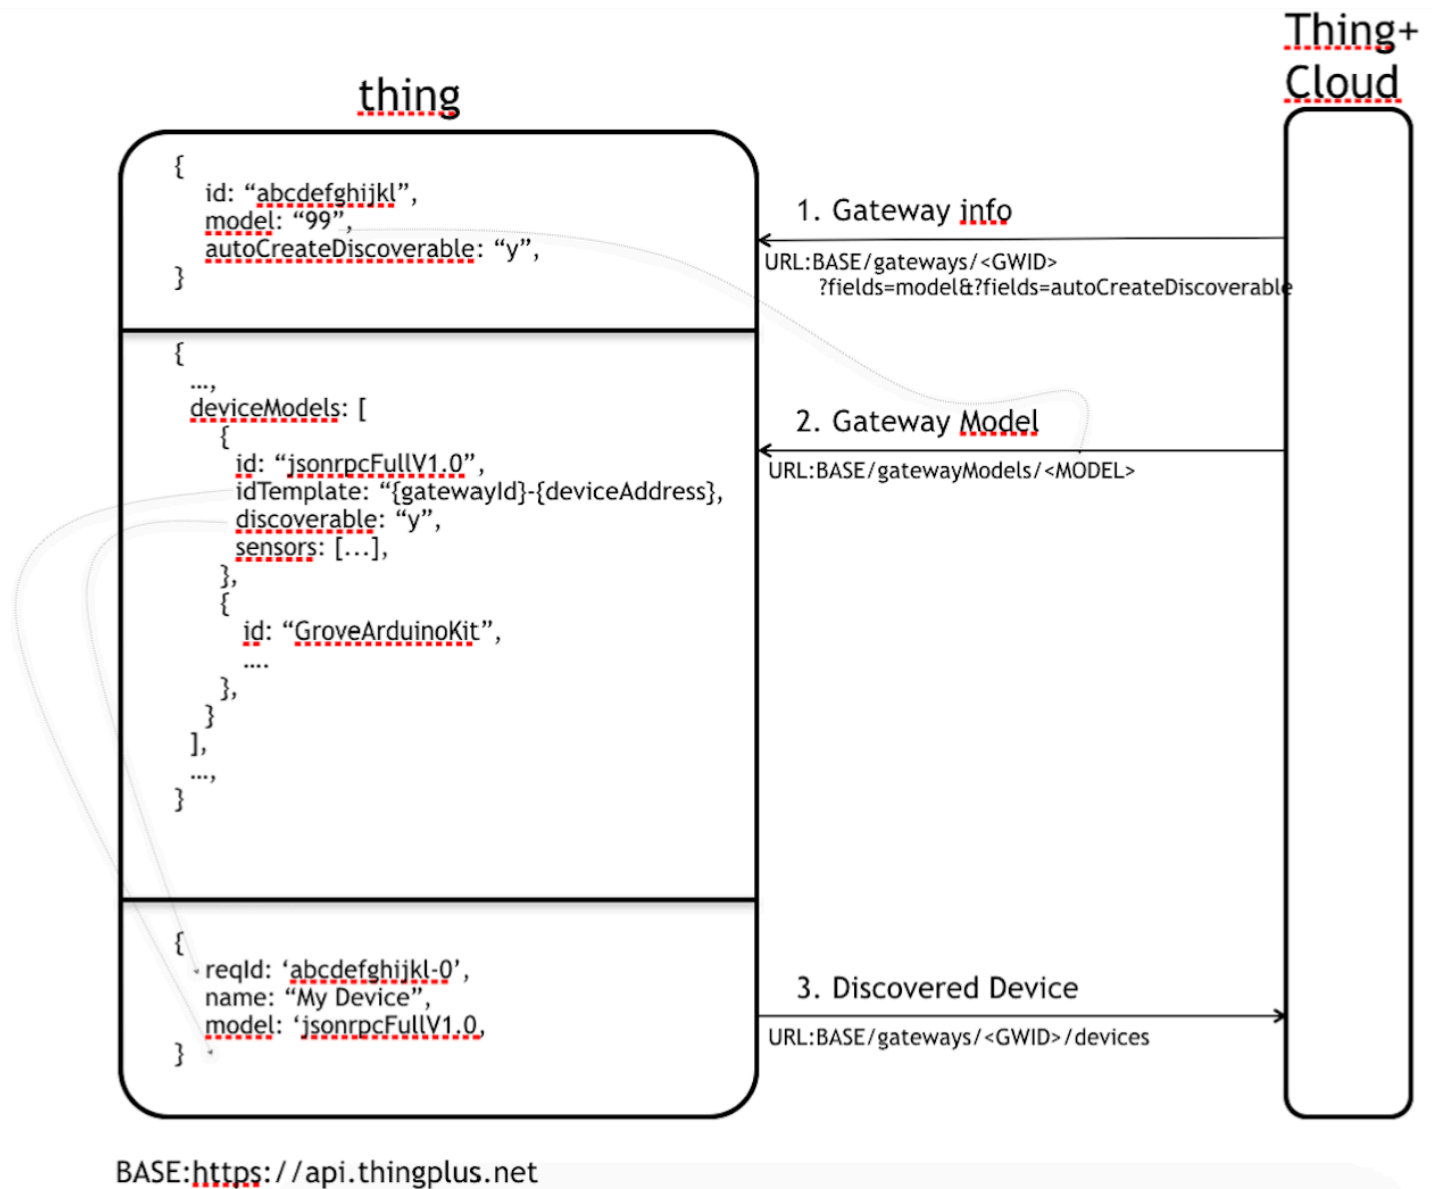 Thing+
Cloud
thing
{
id: “abcdefghijkl”,
model: “99”,
autoCreateDiscoverable: “y”,
}
1. Gateway info
URL:BASE/gateways/<GWID>
?fields=model&?fields=autoCreateDiscoverable
{
...,
deviceModels: [
{
id: “jsonrpcFullV1.0”,
idTemplate: “{gatewayId}-{deviceAddress},
discoverable: “y”,
sensors: [...],
},
{
id: “GroveArduinoKit”,
....
},
}
],
...,
}
2. Gateway Model
URL:BASE/gatewayModels/<MODEL>
{
reqId: ‘abcdefghijkl-0’,
name: “My Device”,
model: ‘jsonrpcFullV1.0,
}
3. Discovered Device
URL:BASE/gateways/<GWID>/devices
BASE:https://api.thingplus.net